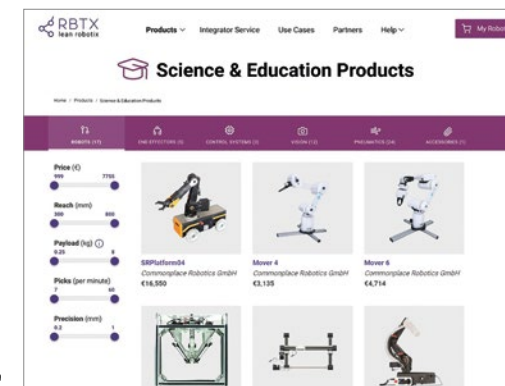 RBTX
lean robotix
Products
Integrator Service
Use Cases
Partners
Help
My Robot
Science & Education Products
Home / Products / Science & Education Products
ROBOTS (17)
END EFFECTORS (5)
CONTROL SYSTEMS (3)
VISION (12)
PNEUMATICS (24)
ACCESSORIES (1)
Price (€)
999 7755
Reach (mm)
300 800
Payload (kg)
0.25 8
Picks (per minute)
7 60
Precision (mm)
0.2 1
SRPlatform04
Commonplace Robotics GmbH
€16,550
Mover 4
Commonplace Robotics GmbH
€3,135
Mover 6
Commonplace Robotics GmbH
€4,714